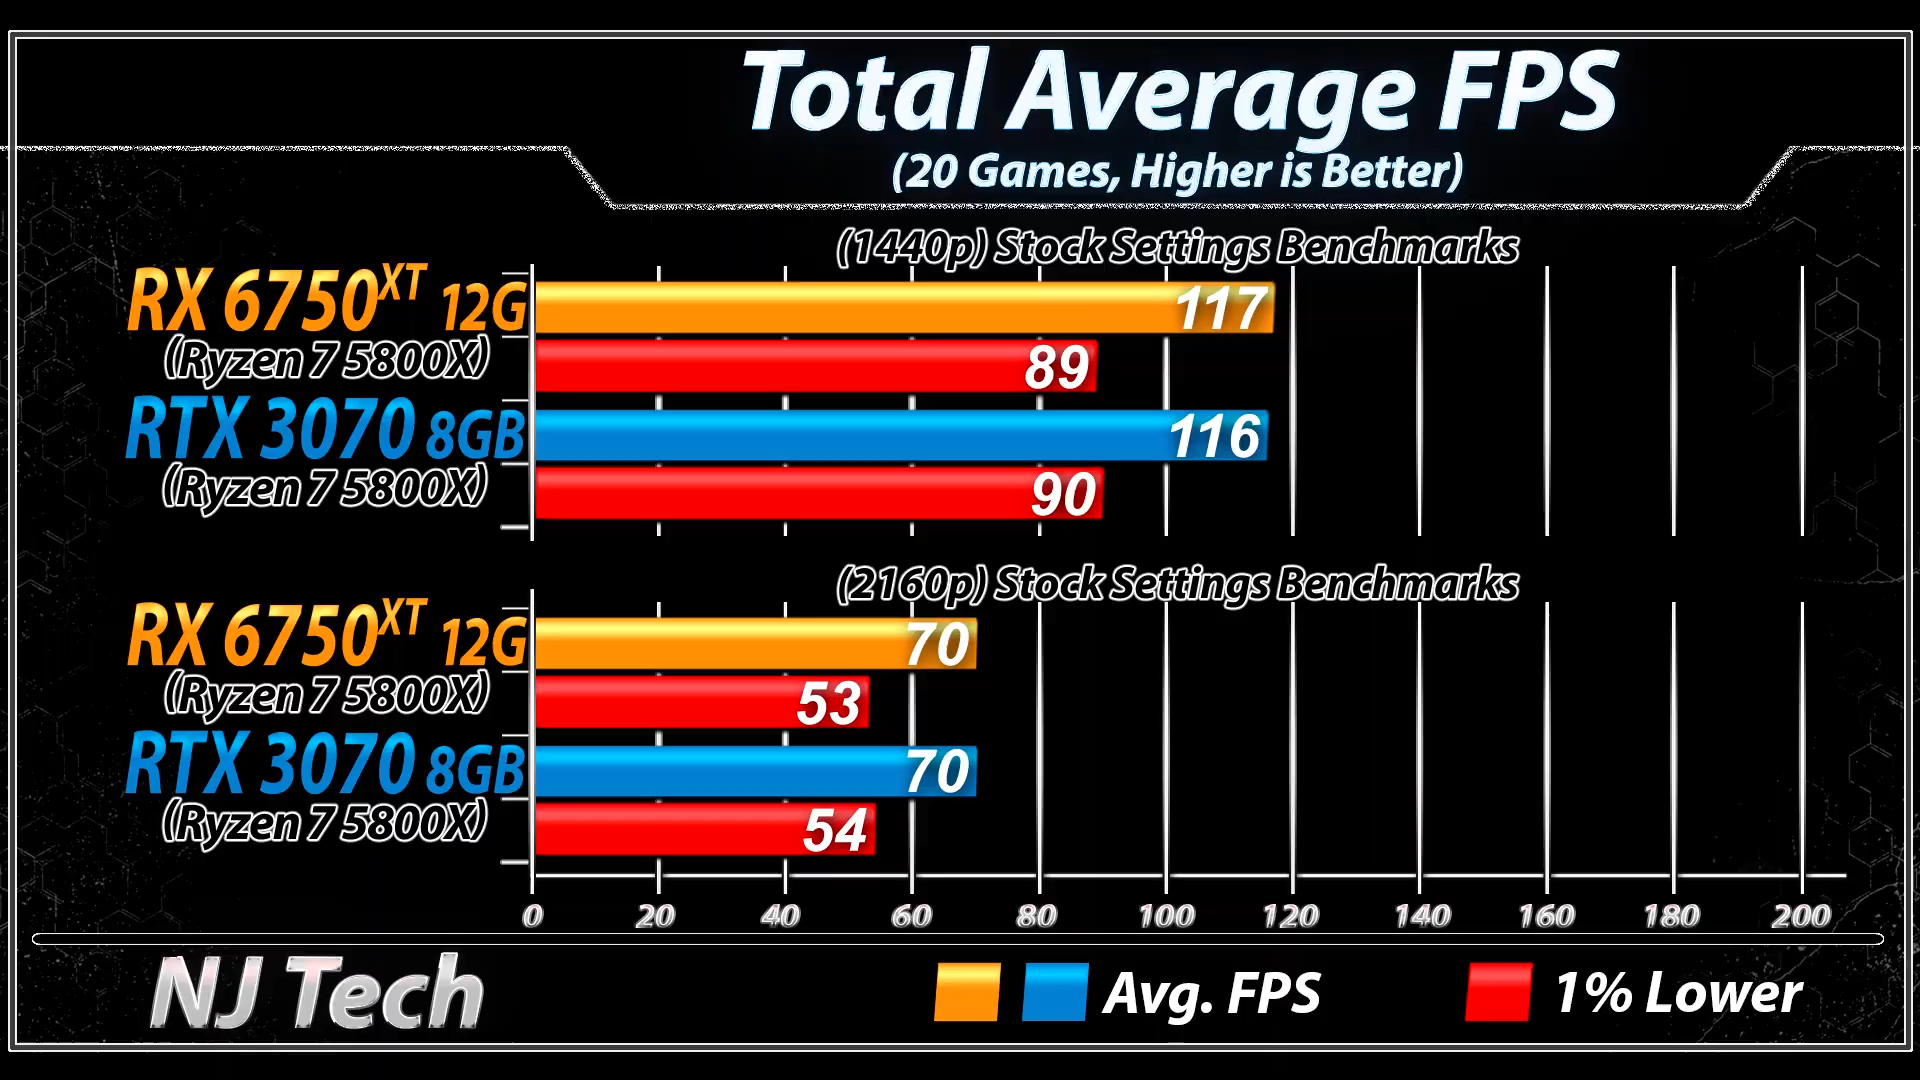 Total Average FPS
(20 Games, Higher is Better)
(1440p) Stock Settings Benchmarks
RX 6750XT 12G
117
(Ryzen 7 5800X)
89
RTX 3070 8GB
116
(Ryzen 7 5800X)
90
(2160p) Stock Settings Benchmarks
RX 6750XT 12G
70
(Ryzen 7 5800X)
53
RTX 3070 8GB
70
(Ryzen 7 5800X)
54
0 20 40 60 80 100 120 140 160 180 200
NJ Tech
Avg. FPS
1% Lower